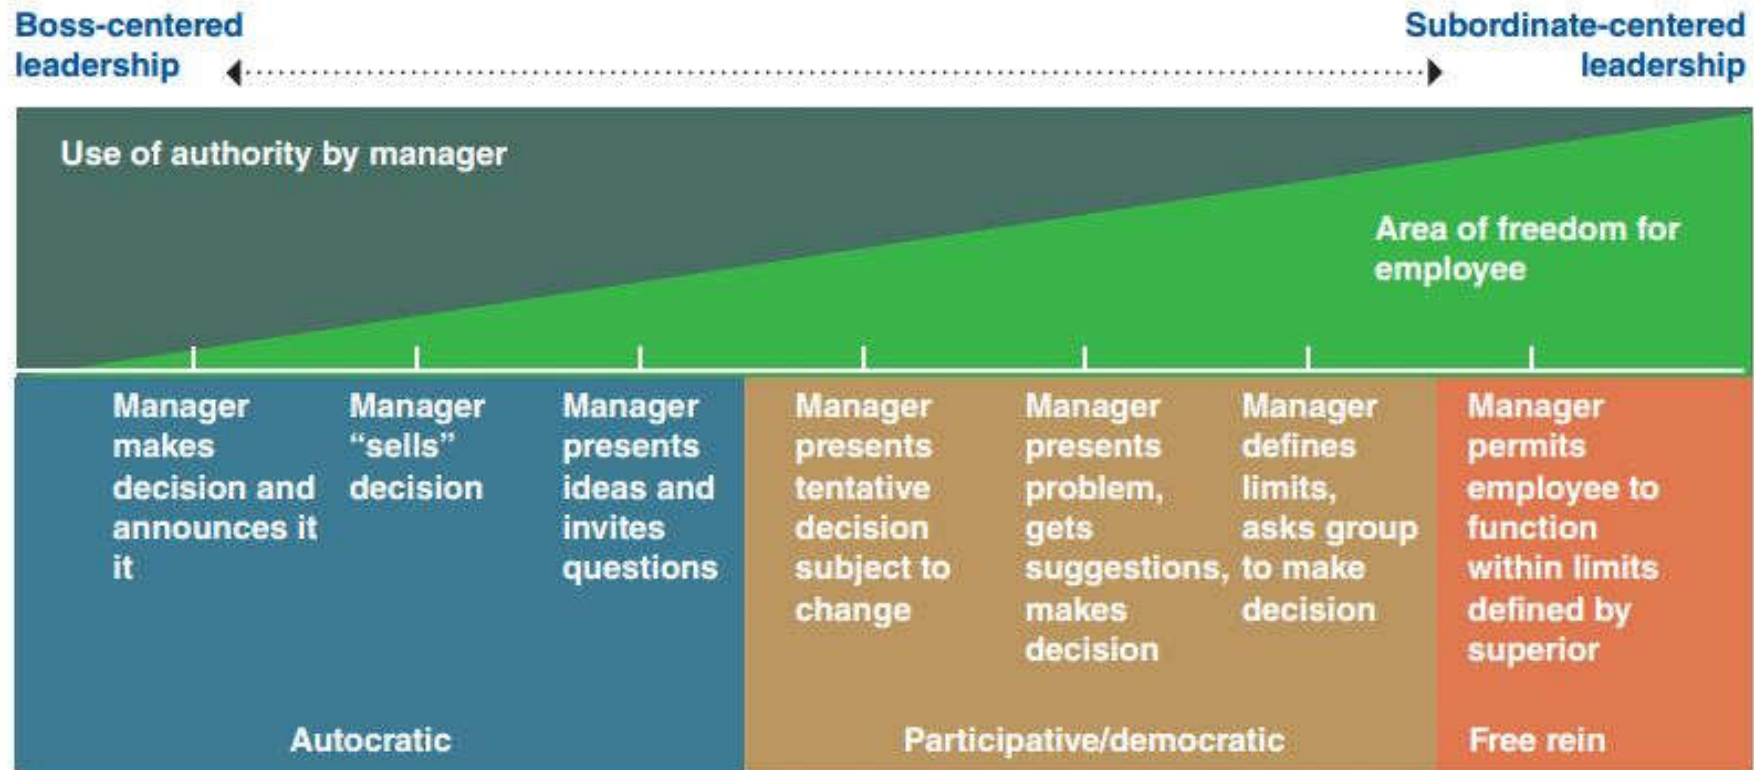 Boss-centered
leadership
Subordinate-centered
leadership
Use of authority by manager
Area of freedom for
employee
Manager
makes
decision and
announces it
it
Manager
“sells”
decision
Manager
presents
ideas and
invites
questions
Manager
presents
tentative
decision
subject to
change
Manager
presents
problem,
gets
suggestions,
makes
decision
Manager
defines
limits,
asks group
to make
decision
Manager
permits
employee to
function
within limits
defined by
superior
Autocratic
Participative/democratic
Free rein